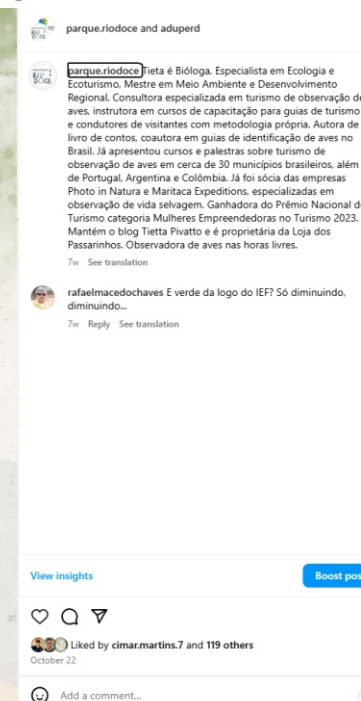 parque.riodoce and aduperd
parque.riodoce Tieta é Bióloga, Especialista em Ecologia e
Ecoturismo, Mestre em Meio Ambiente e Desenvolvimento
Regional. Consultora especializada em turismo de observação de
aves, instrutora em cursos de capacitação para guias de turismo
e condutores de visitantes com metodologia própria. Autora de
livro de contos, coautora em guias de identificação de aves no
Brasil. Já apresentou cursos e palestras sobre turismo de
observação de aves em cerca de 30 municípios brasileiros, além
de Portugal, Argentina e Colômbia. Já foi sócia das empresas
Photo in Natura e Maritaca Expeditions, especializadas em
observação de vida selvagem. Ganhadora do Prêmio Nacional do
Turismo categoria Mulheres Empreendedoras no Turismo 2023.
Mantém o blog Tietta Pivatto e é proprietária da Loja dos
Passarinhos. Observadora de aves nas horas livres.
7w See translation
rafaelmacedochaves E verde da logo do IEF? Só diminuindo,
diminuindo...
7w Reply See translation
View insights
Boost pos
Liked by cimar.martins.7 and 119 others
October 22
Add a comment...